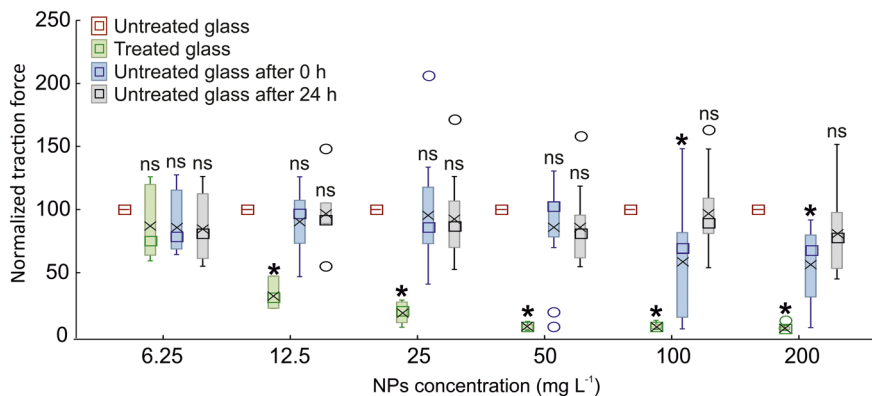 250
200
150
100
50
0
Normalized traction force
Untreated glass
Treated glass
Untreated glass after 0 h
Untreated glass after 24 h
ns ns ns
* ns ns
* ns ns
* ns ns
* * ns
* * ns
6.25 12.5 25 50 100 200
NPs concentration (mg L⁻¹)